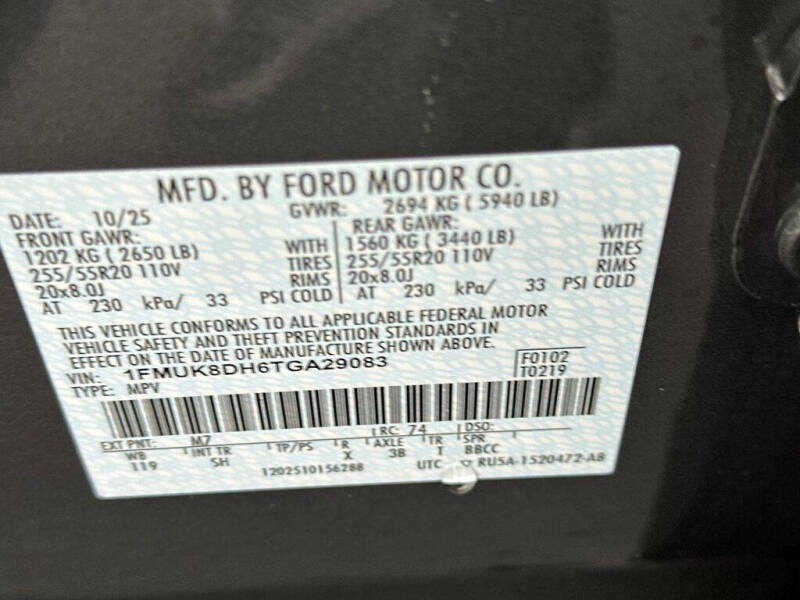 MFD. BY FORD MOTOR CO.
DATE: 10/25 GVWR: 2694 KG ( 5940 LB)
FRONT GAWR: REAR GAWR:
1202 KG ( 2650 LB) WITH 1560 KG ( 3440 LB) WITH
255/55R20 110V TIRES 255/55R20 110V TIRES
20x8.0J RIMS 20x8.0J RIMS
AT 230 kPa/ 33 PSI COLD AT 230 kPa/ 33 PSI COLD
THIS VEHICLE CONFORMS TO ALL APPLICABLE FEDERAL MOTOR
VEHICLE SAFETY AND THEFT PREVENTION STANDARDS IN
EFFECT ON THE DATE OF MANUFACTURE SHOWN ABOVE.
VIN: 1FMUK8DH6TGA29083 F0102
TYPE: MPV T0219
EXT PNT: M7 RC: 74 DSO:
WB INT TR TP/PS R AXLE TR SPR
119 SH X 3B T BBCC
1202510156288 UTC RU5A-1520472-AB